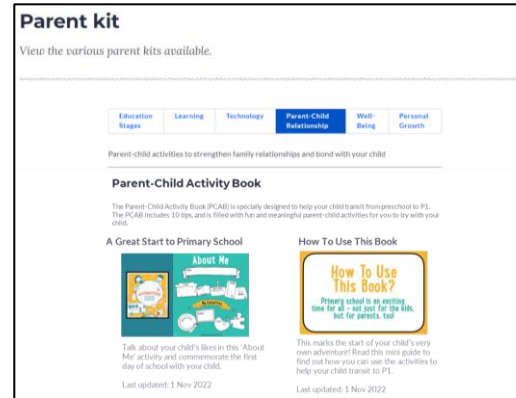 Parent kit
View the various parent kits available.
Education Stages
Learning
Technology
Parent-Child Relationship
Well-Being
Personal Growth
Parent-child activities to strengthen family relationships and bond with your child
Parent-Child Activity Book
The Parent-Child Activity Book (PCAB) is specially designed to help your child transit from preschool to P1.
The PCAB includes 10 tips, and is filled with fun and meaningful parent-child activities for you to try with your
child.
A Great Start to Primary School
About Me
Talk about your child's likes in this 'About
Me' activity and commemorate the first
day of school with your child.
Last updated: 1 Nov 2022
How To Use This Book
How To Use
This Book?
Primary school is an exciting
time for all - not just for the kids,
but for parents, too!
This marks the start of your child's very
own adventure! Read this mini guide to
find out how you can use the activities to
help your child transit to P1.
Last updated: 1 Nov 2022